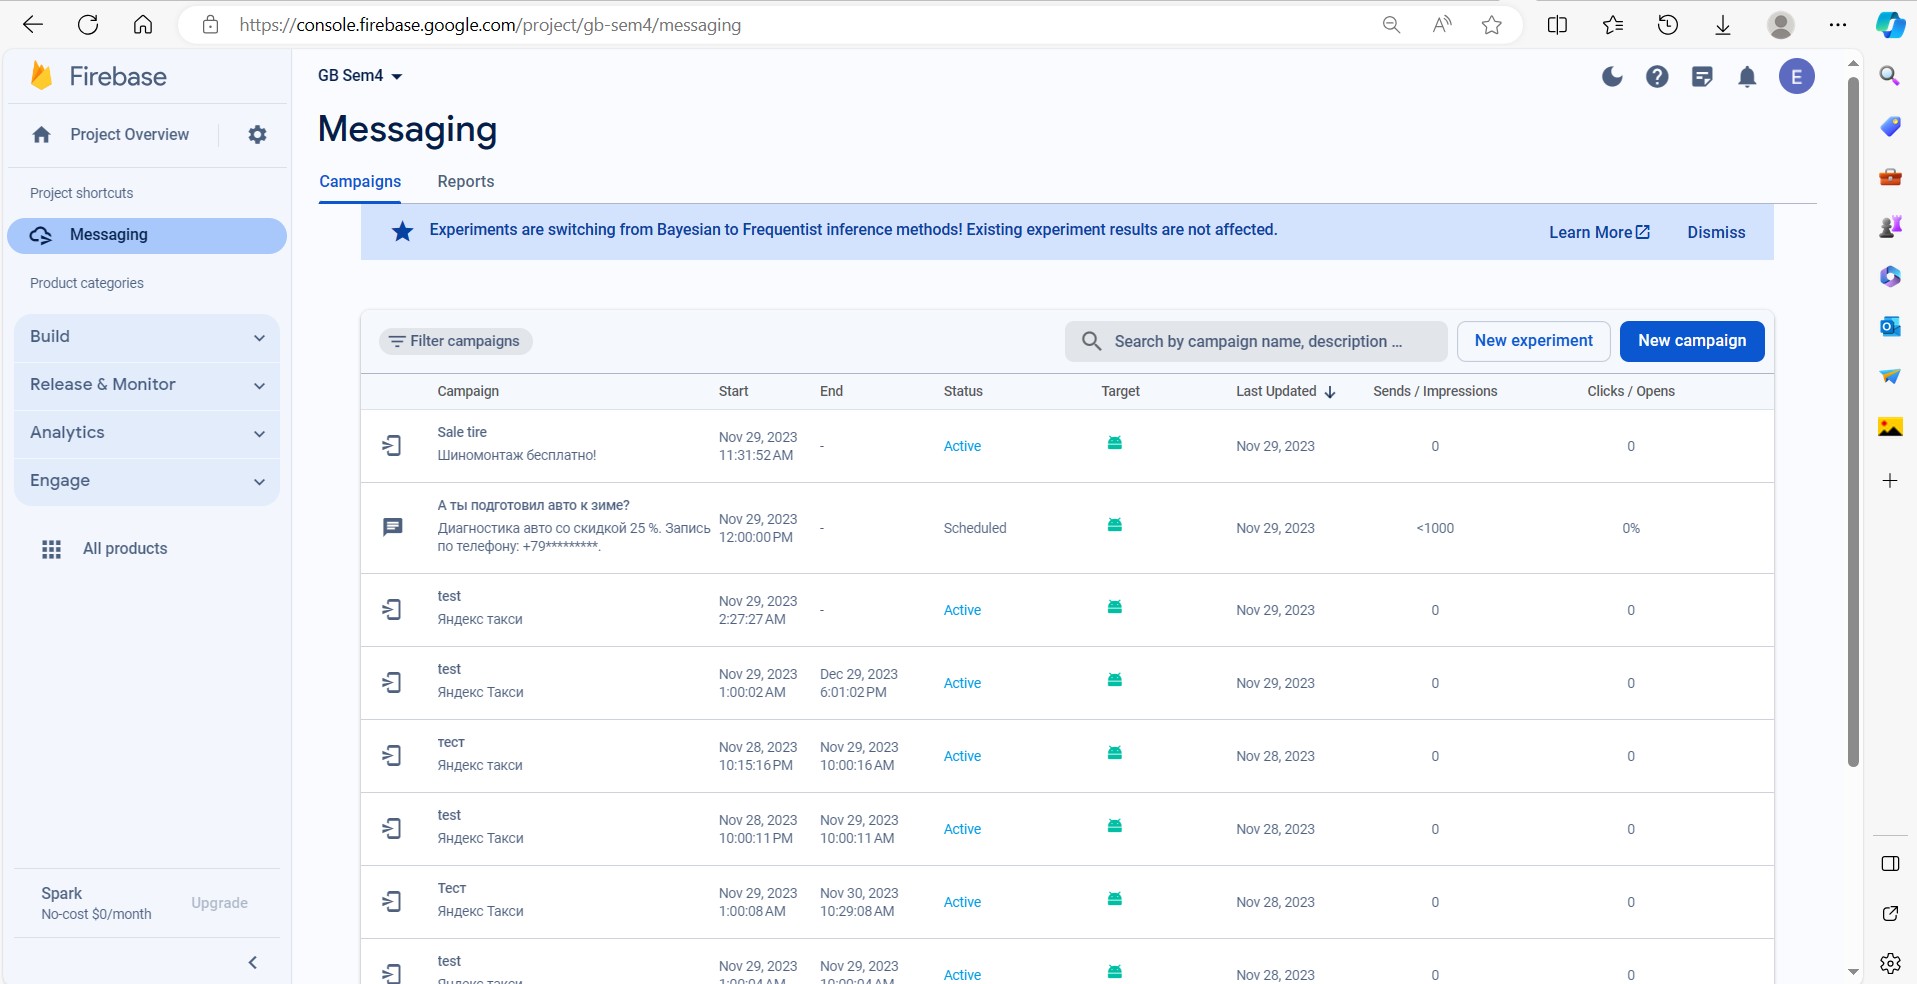 https://console.firebase.google.com/project/gb-sem4/messaging
Firebase
Project Overview
Project shortcuts
Messaging
Product categories
Build
Release & Monitor
Analytics
Engage
All products
Spark
No-cost $0/month
Upgrade
GB Sem4
E
Messaging
Campaigns Reports
Experiments are switching from Bayesian to Frequentist inference methods! Existing experiment results are not affected. Learn More Dismiss
Filter campaigns Search by campaign name, description ... New experiment New campaign
Campaign Start End Status Target Last Updated Sends / Impressions Clicks / Opens
Sale tire
Шиномонтаж бесплатно!
Nov 29, 2023
11:31:52 AM
- Active Nov 29, 2023 0 0
А ты подготовил авто к зиме?
Диагностика авто со скидкой 25 %. Запись
по телефону: +79*********.
Nov 29, 2023
12:00:00 PM
- Scheduled Nov 29, 2023 <1000 0%
test
Яндекс такси
Nov 29, 2023
2:27:27 AM
- Active Nov 29, 2023 0 0
test
Яндекс Такси
Nov 29, 2023
1:00:02 AM
Dec 29, 2023
6:01:02 PM
Active Nov 29, 2023 0 0
тест
Яндекс такси
Nov 28, 2023
10:15:16 PM
Nov 29, 2023
10:00:16 AM
Active Nov 28, 2023 0 0
test
Яндекс Такси
Nov 28, 2023
10:00:11 PM
Nov 29, 2023
10:00:11 AM
Active Nov 28, 2023 0 0
Тест
Яндекс Такси
Nov 29, 2023
1:00:08 AM
Nov 30, 2023
10:29:08 AM
Active Nov 28, 2023 0 0
test
Яндекс такси
Nov 29, 2023
1:00:04 AM
Nov 29, 2023
10:00:04 AM
Active Nov 28, 2023 0 0